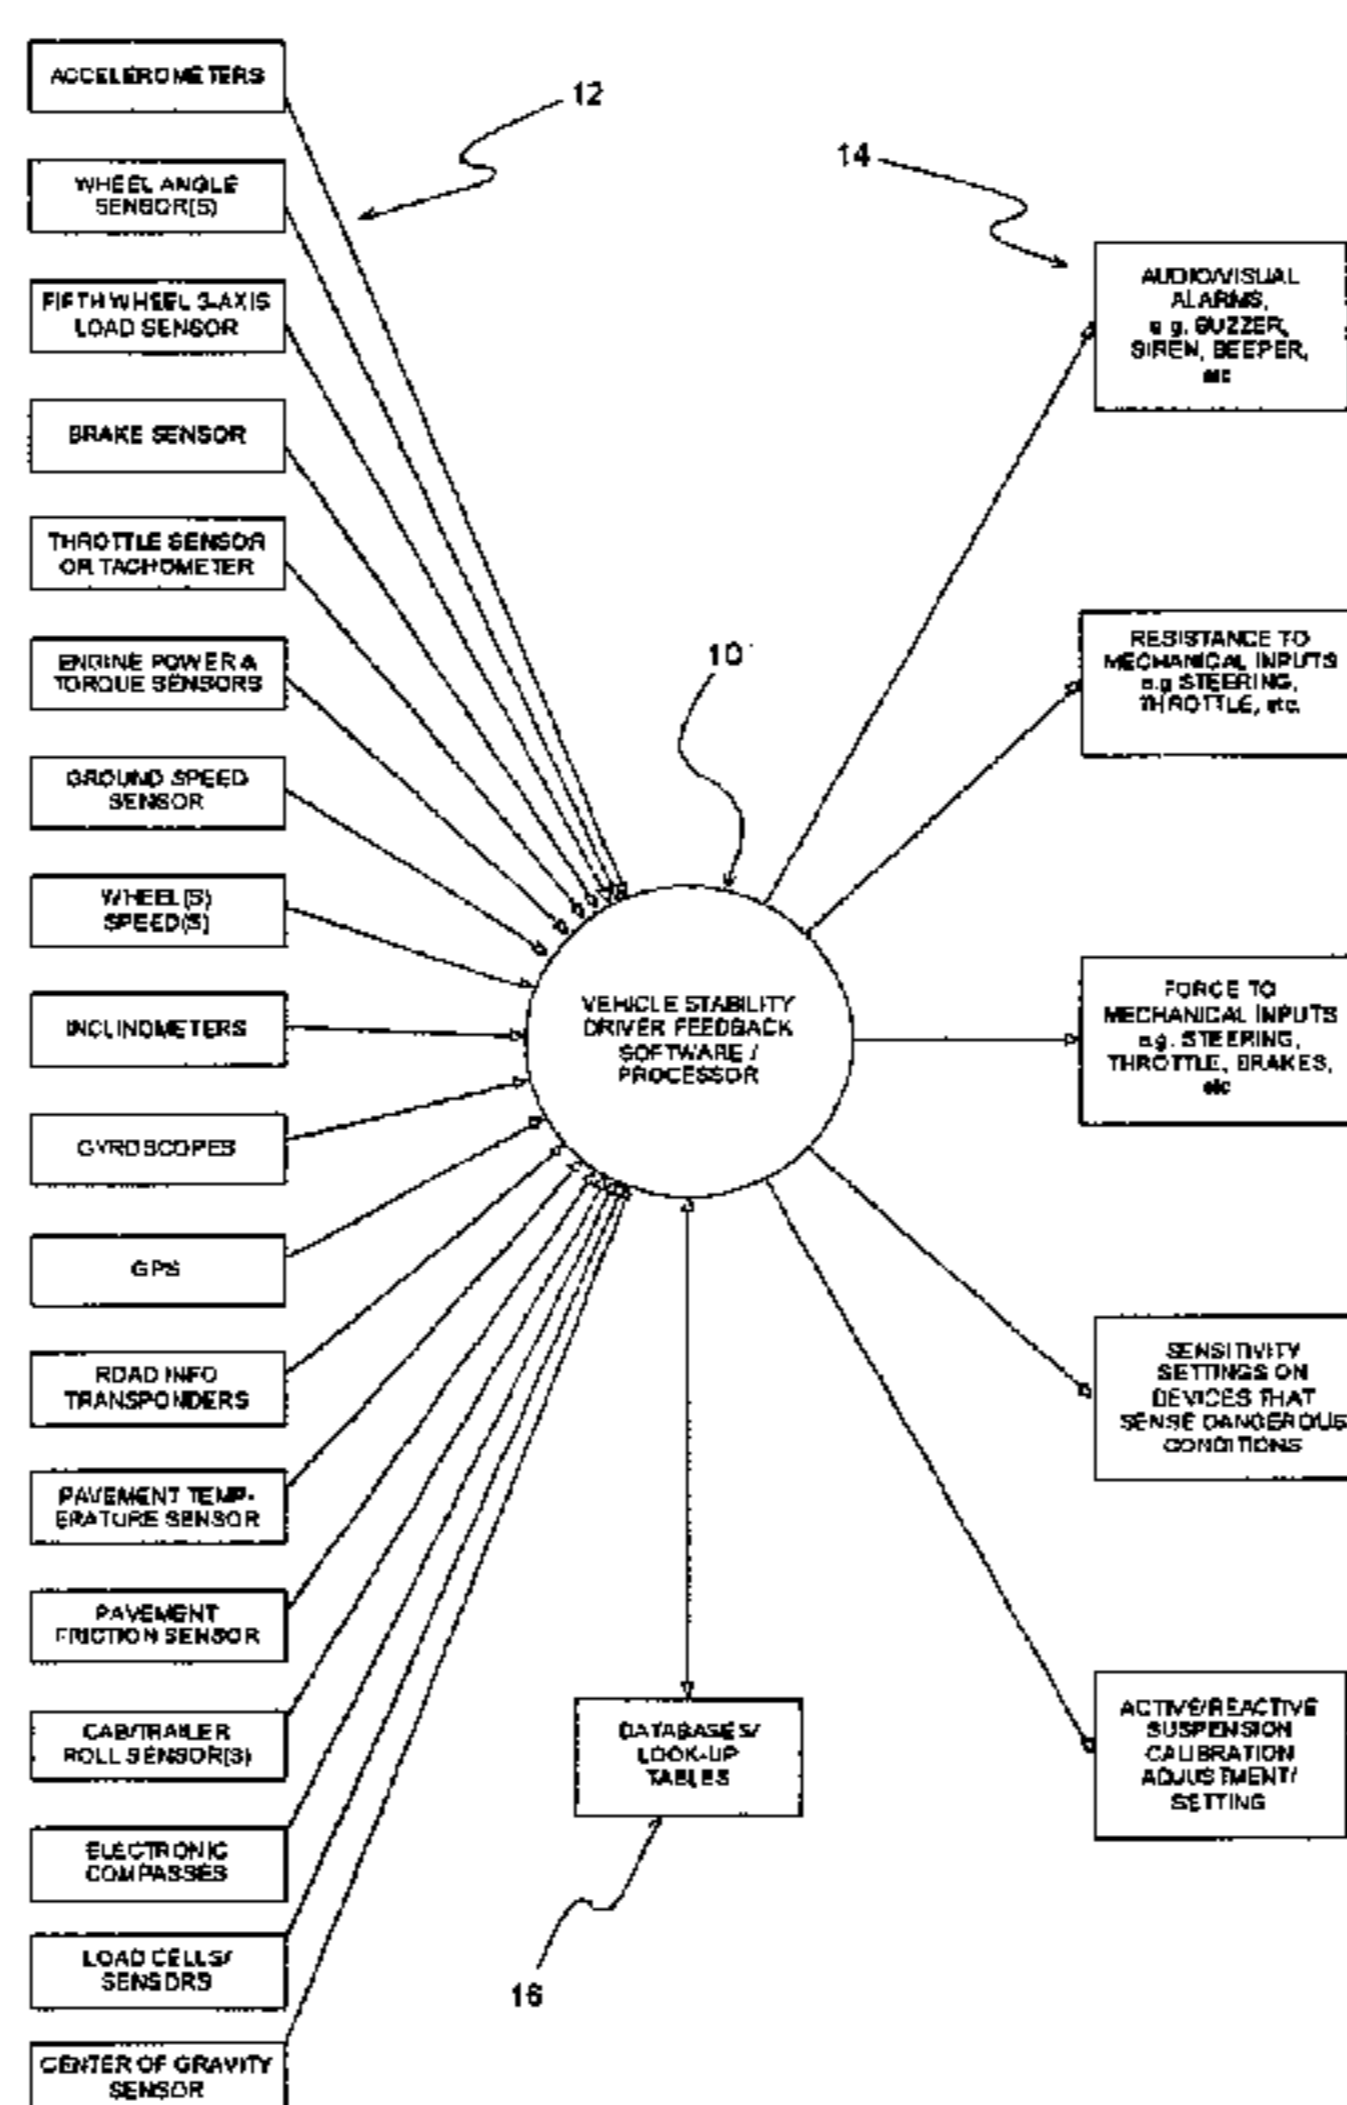 ACCELEROMETERS
WHEEL ANGLE
SENSOR(S)
FIFTH WHEEL 3-AXIS
LOAD SENSOR
BRAKE SENSOR
THROTTLE SENSOR
OR TACHOMETER
ENGINE POWER &
TORQUE SENSORS
GROUND SPEED
SENSOR
WHEEL(S)
SPEED(S)
INCLINOMETERS
GYROSCOPES
GPS
ROAD INFO
TRANSPONDERS
PAVEMENT TEMP-
ERATURE SENSOR
PAVEMENT
FRICTION SENSOR
CAB/TRAILER
ROLL SENSOR(S)
ELECTRONIC
COMPASSES
LOAD CELLS/
SENSORS
CENTER OF GRAVITY
SENSOR
12
10
VEHICLE STABILITY
DRIVER FEEDBACK
SOFTWARE /
PROCESSOR
DATABASES/
LOOK-UP
TABLES
16
14
AUDIO/VISUAL
ALARMS,
e.g. BUZZER,
SIREN, BEEPER,
etc
RESISTANCE TO
MECHANICAL INPUTS
e.g STEERING,
THROTTLE, etc.
FORCE TO
MECHANICAL INPUTS
e.g. STEERING,
THROTTLE, BRAKES,
etc
SENSITIVITY
SETTINGS ON
DEVICES THAT
SENSE DANGEROUS
CONDITIONS
ACTIVE/REACTIVE
SUSPENSION
CALIBRATION
ADJUSTMENT/
SETTING